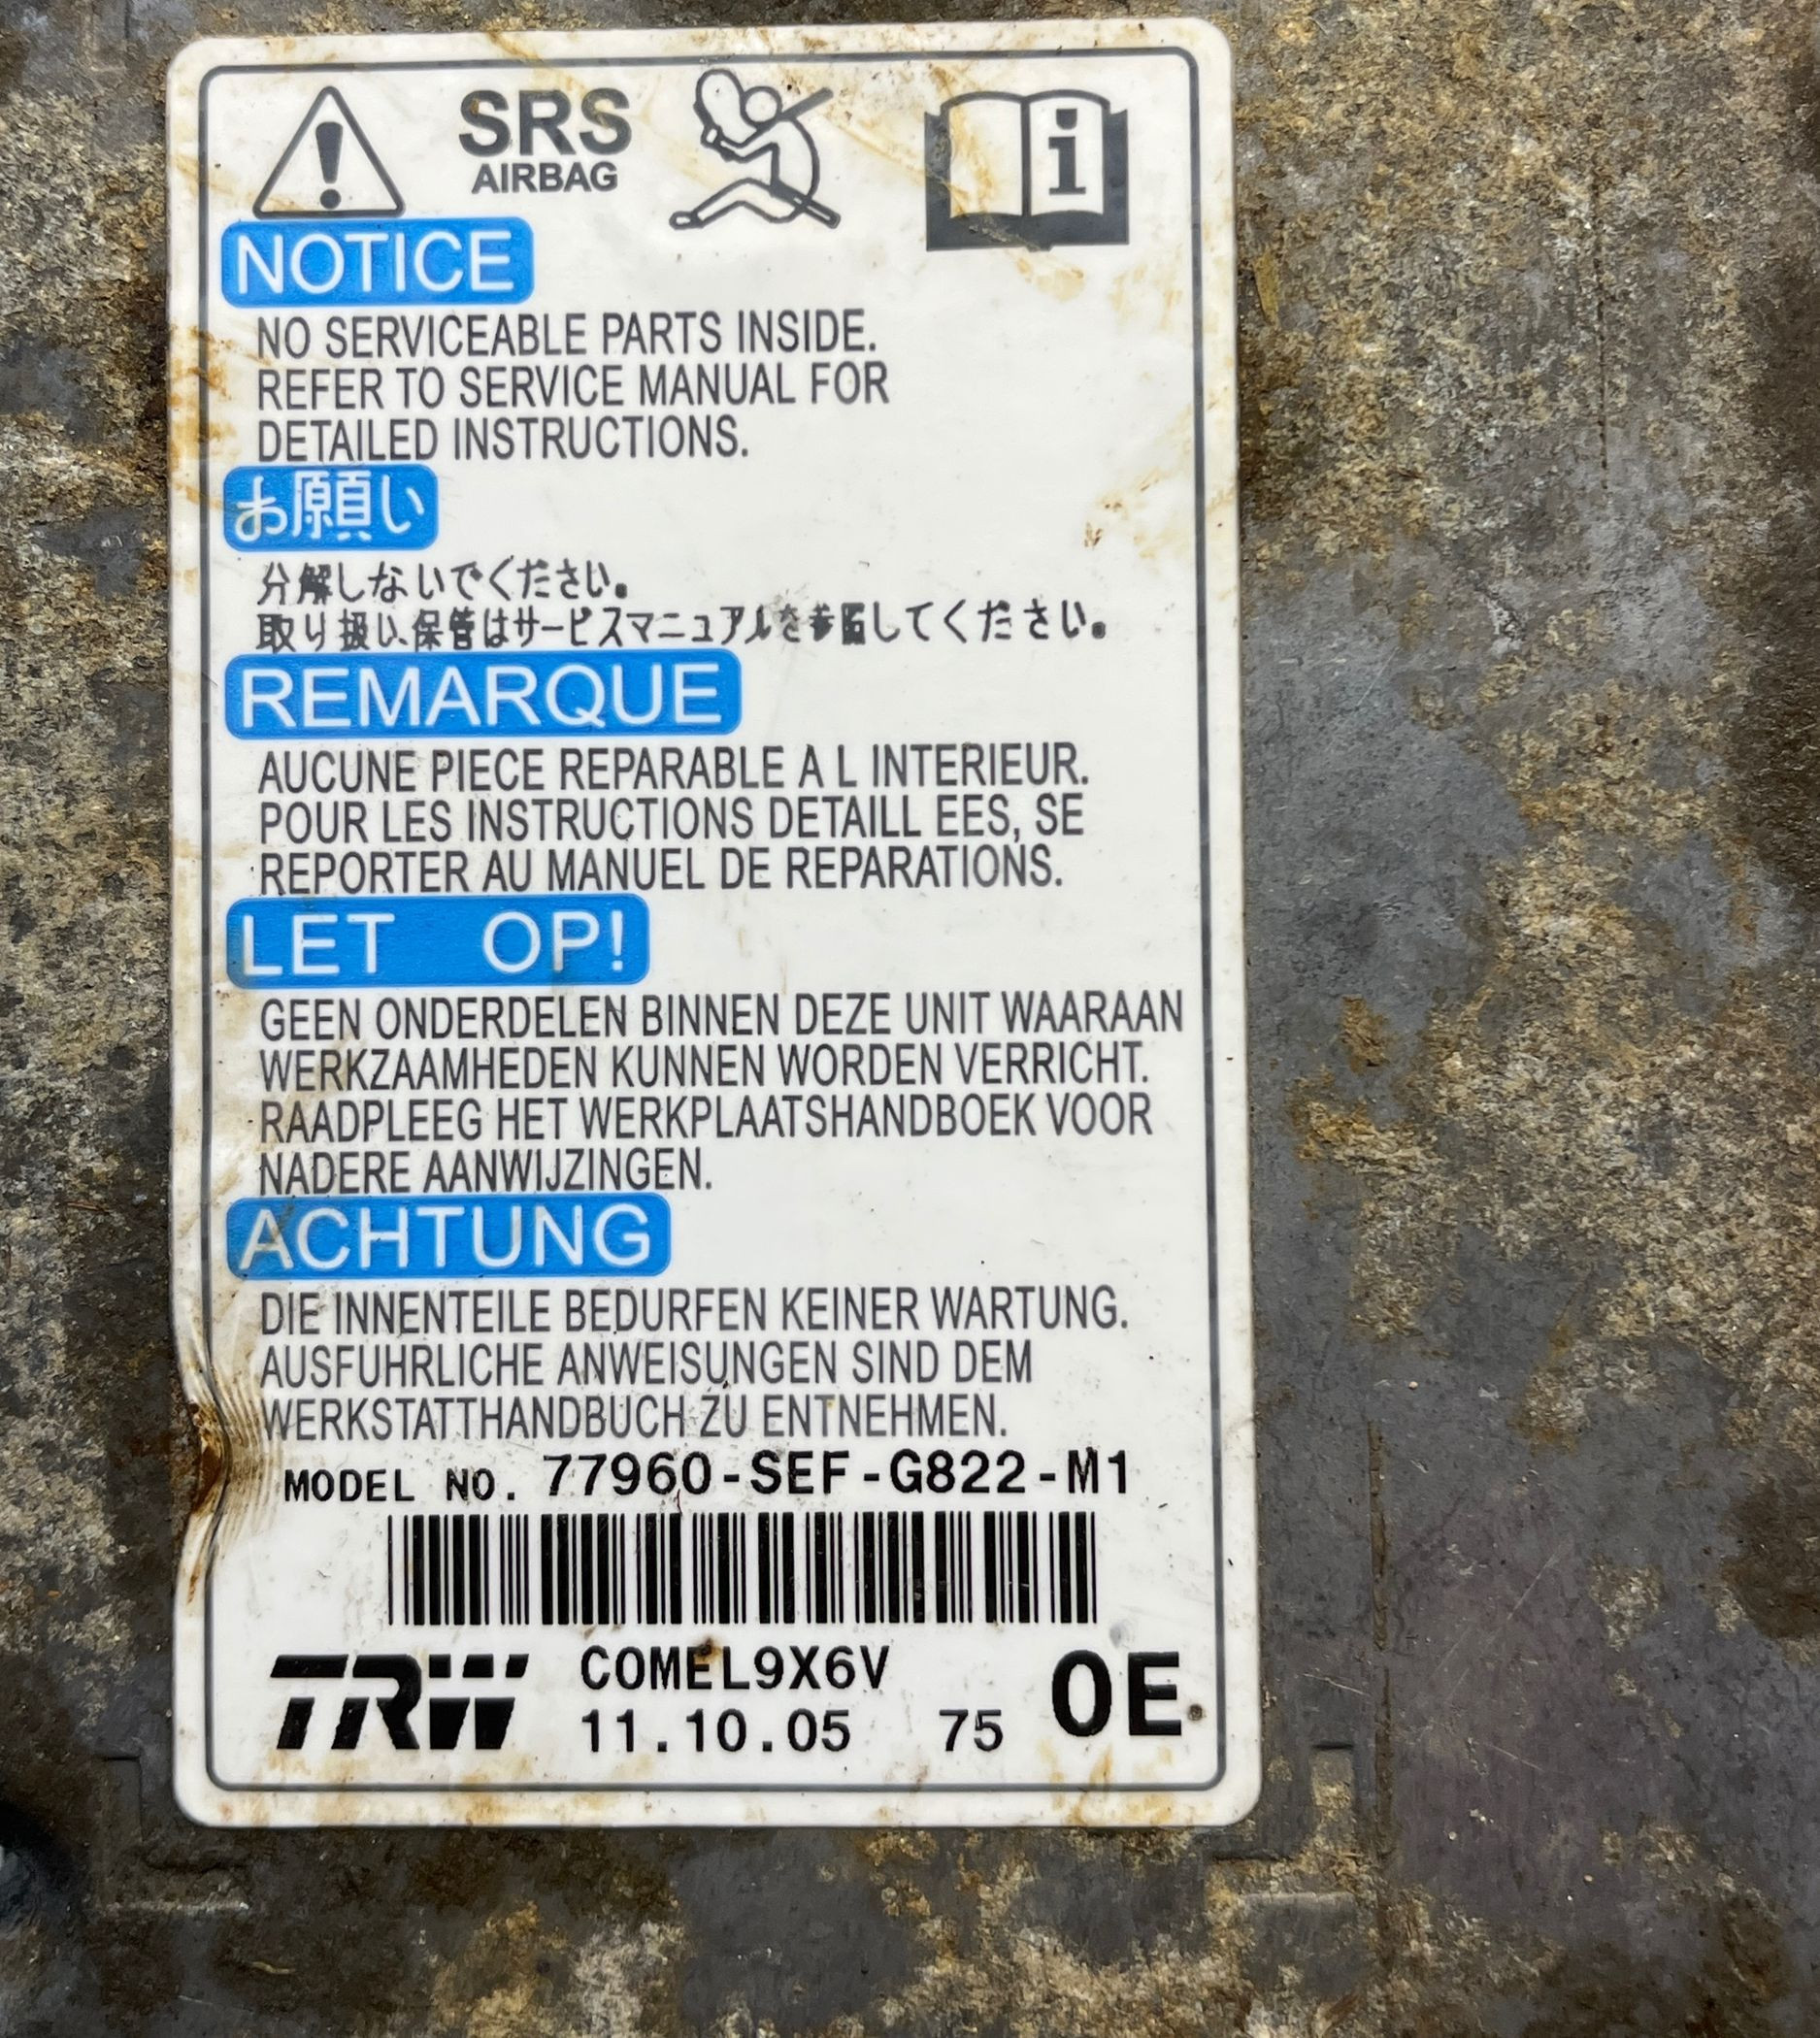 SRS
AIRBAG
i
NOTICE
NO SERVICEABLE PARTS INSIDE.
REFER TO SERVICE MANUAL FOR
DETAILED INSTRUCTIONS.
お願い
分解しないでください。
取り扱い、保管はサービスマニュアルを参照してください。
REMARQUE
AUCUNE PIECE REPARABLE A L INTERIEUR.
POUR LES INSTRUCTIONS DETAILL EES, SE
REPORTER AU MANUEL DE REPARATIONS.
LET OP!
GEEN ONDERDELEN BINNEN DEZE UNIT WAARAAN
WERKZAAMHEDEN KUNNEN WORDEN VERRICHT.
RAADPLEEG HET WERKPLAATSHANDBOEK VOOR
NADERE AANWIJZINGEN.
ACHTUNG
DIE INNENTEILE BEDURFEN KEINER WARTUNG.
AUSFUHRLICHE ANWEISUNGEN SIND DEM
WERKSTATTHANDBUCH ZU ENTNEHMEN.
MODEL NO. 77960-SEF-G822-M1
TRW COMEL9X6V
11.10.05 75 OE